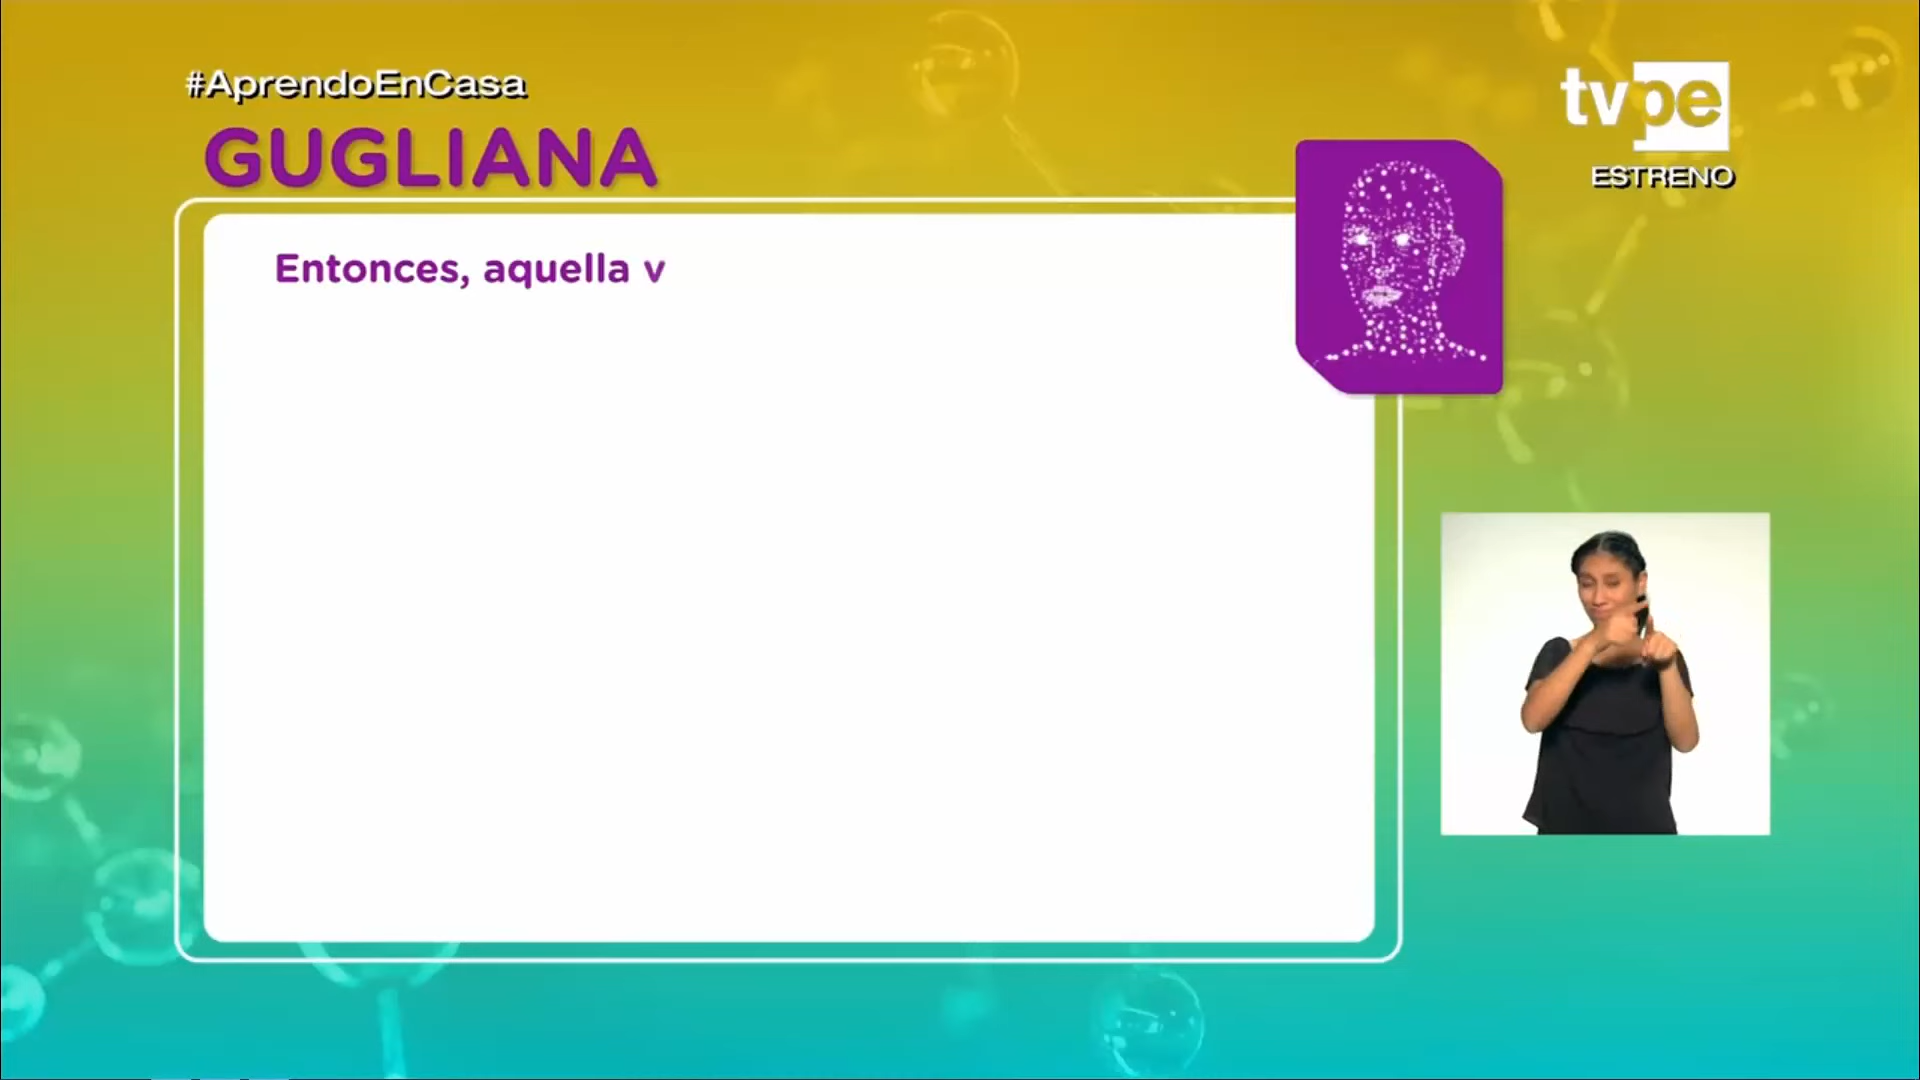 #AprendoEnCasa
GUGLIANA
tvpe
ESTRENO
Entonces, aquella v